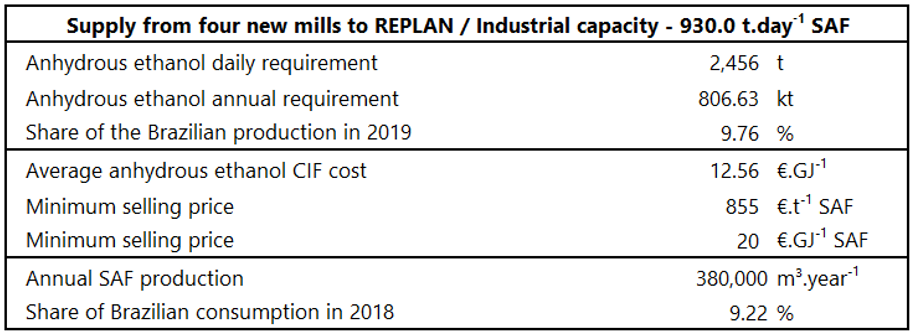 Supply from four new mills to REPLAN / Industrial capacity - 930.0 t.day⁻¹ SAF
Anhydrous ethanol daily requirement 2,456 t
Anhydrous ethanol annual requirement 806.63 kt
Share of the Brazilian production in 2019 9.76 %
Average anhydrous ethanol CIF cost 12.56 €.GJ⁻¹
Minimum selling price 855 €.t⁻¹ SAF
Minimum selling price 20 €.GJ⁻¹ SAF
Annual SAF production 380,000 m³.year⁻¹
Share of Brazilian consumption in 2018 9.22 %